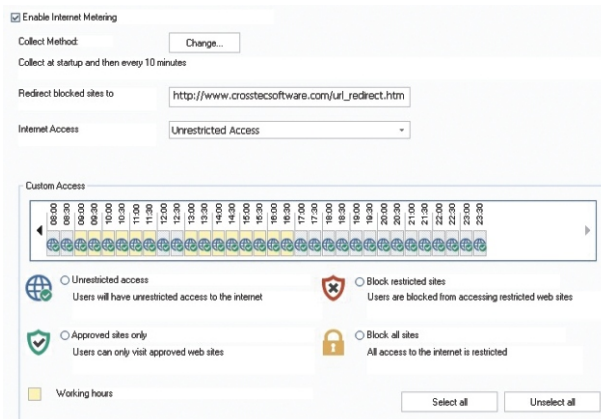 Enable Internet Metering
Collect Method:
Change...
Collect at startup and then every 10 minutes
Redirect blocked sites to
http://www.crosstecsoftware.com/url_redirect.htm
Internet Access
Unrestricted Access
Custom Access
08:00 08:30 09:00 09:30 10:00 10:30 11:00 11:30 12:00 12:30 13:00 13:30 14:00 14:30 15:00 15:30 16:00 16:30 17:00 17:30 18:00 18:30 19:00 19:30 20:00 20:30 21:00 21:30 22:00 22:30 23:00 23:30
Unrestricted access
Users will have unrestricted access to the internet
Block restricted sites
Users are blocked from accessing restricted web sites
Approved sites only
Users can only visit approved web sites
Block all sites
All access to the internet is restricted
Working hours
Select all
Unselect all